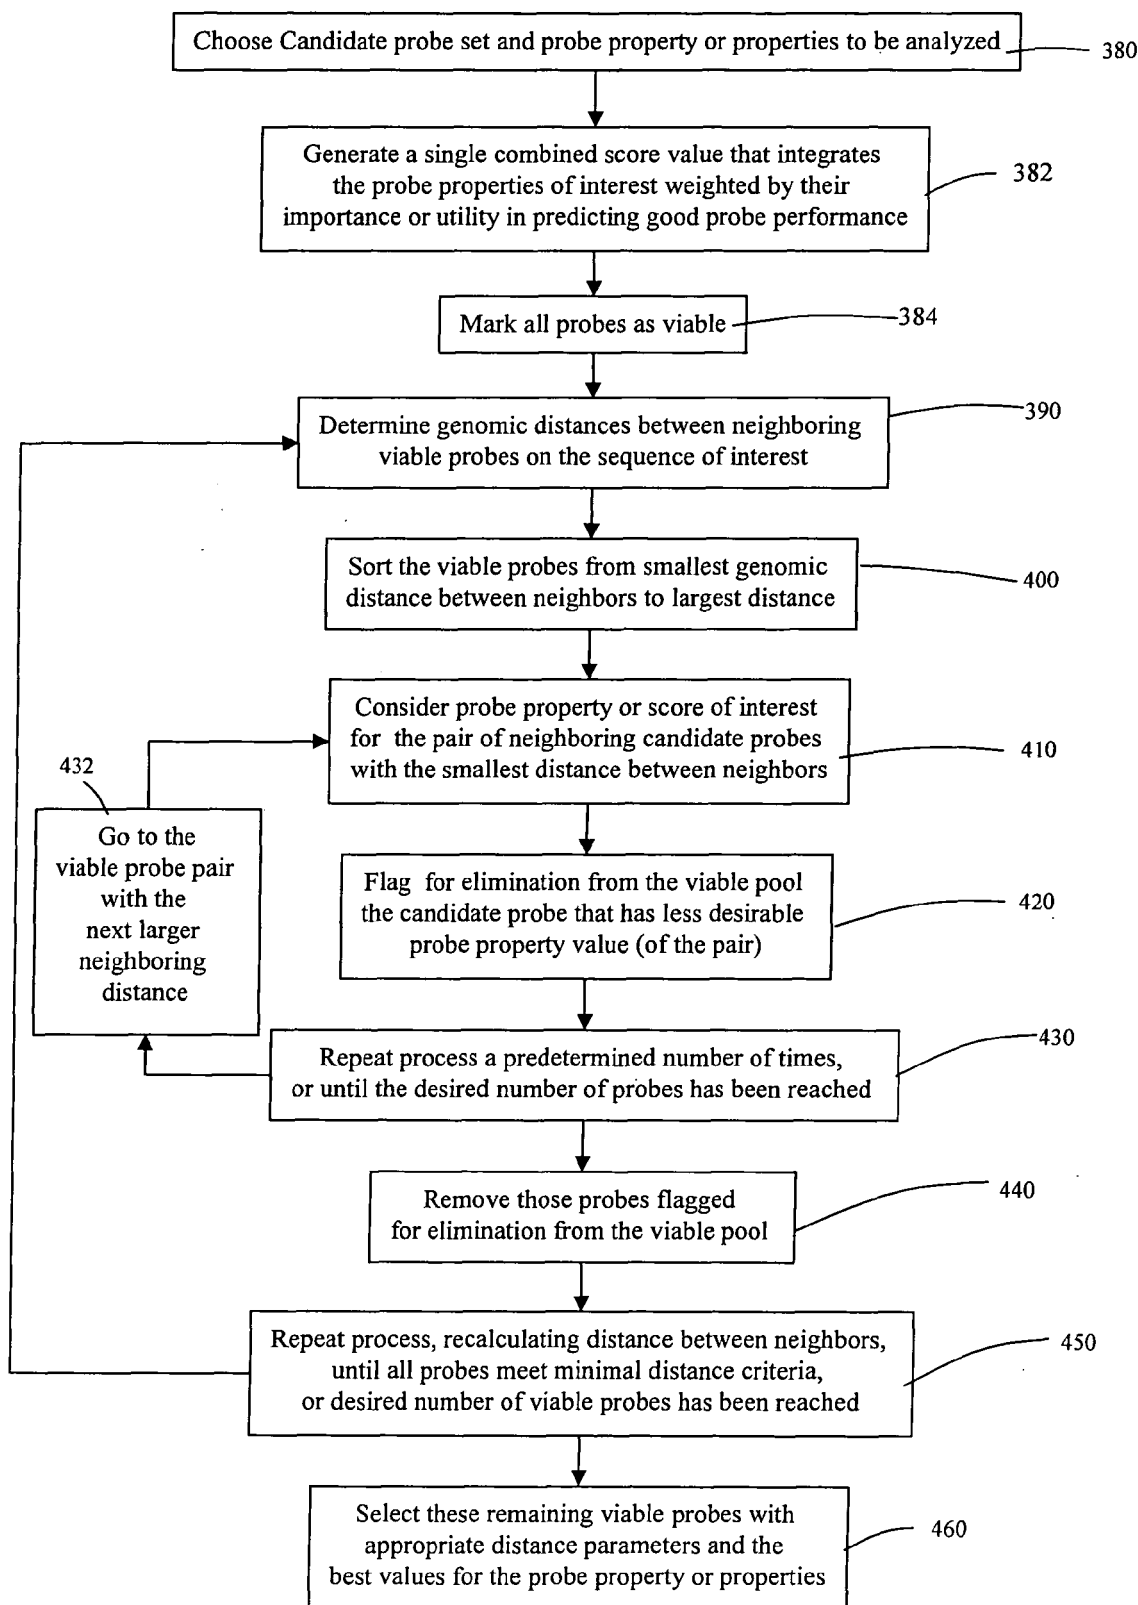 Choose Candidate probe set and probe property or properties to be analyzed
380
Generate a single combined score value that integrates
the probe properties of interest weighted by their
importance or utility in predicting good probe performance
382
Mark all probes as viable
384
Determine genomic distances between neighboring
viable probes on the sequence of interest
390
Sort the viable probes from smallest genomic
distance between neighbors to largest distance
400
Consider probe property or score of interest
for the pair of neighboring candidate probes
with the smallest distance between neighbors
410
432
Go to the
viable probe pair
with the
next larger
neighboring
distance
Flag for elimination from the viable pool
the candidate probe that has less desirable
probe property value (of the pair)
420
Repeat process a predetermined number of times,
or until the desired number of probes has been reached
430
Remove those probes flagged
for elimination from the viable pool
440
Repeat process, recalculating distance between neighbors,
until all probes meet minimal distance criteria,
or desired number of viable probes has been reached
450
Select these remaining viable probes with
appropriate distance parameters and the
best values for the probe property or properties
460